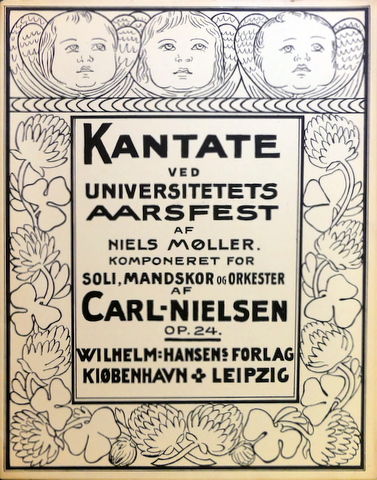 KANTATE
VED
UNIVERSITETETS
AARSFEST
AF
NIELS MØLLER.
KOMPONERET FOR
SOLI, MANDSKOR OG ORKESTER
AF
CARL-NIELSEN
OP. 24.
WILHELM=HANSENS FORLAG
KIØBENHAVN ✤ LEIPZIG